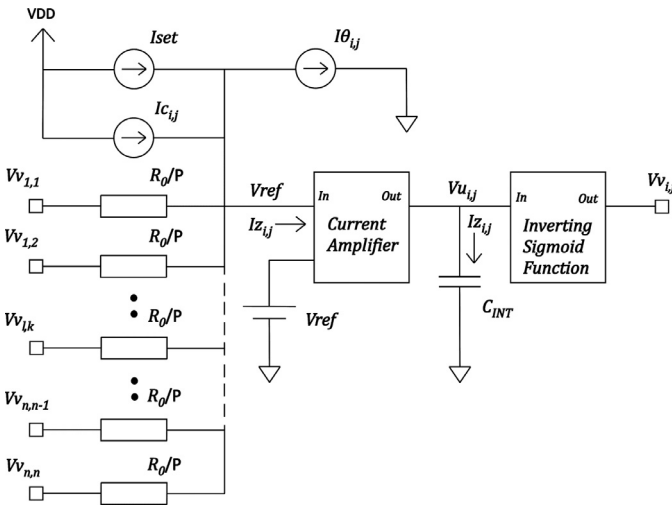 VDD
Iset
Iθi,j
Ici,j
Vv1,1
R0/P
Vref
In
Out
Current
Amplifier
Izi,j
Vui,j
Izi,j
In
Out
Inverting
Sigmoid
Function
Vvi,
Vv1,2
R0/P
R0/P
Vref
CINT
Vvl,k
R0/P
Vvn,n-1
R0/P
Vvn,n
R0/P